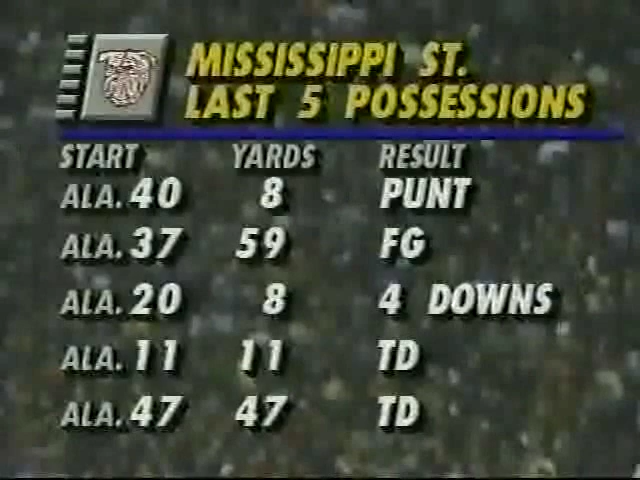 MISSISSIPPI ST.
LAST 5 POSSESSIONS
START YARDS RESULT
ALA. 40 8 PUNT
ALA. 37 59 FG
ALA. 20 8 4 DOWNS
ALA. 11 11 TD
ALA. 47 47 TD